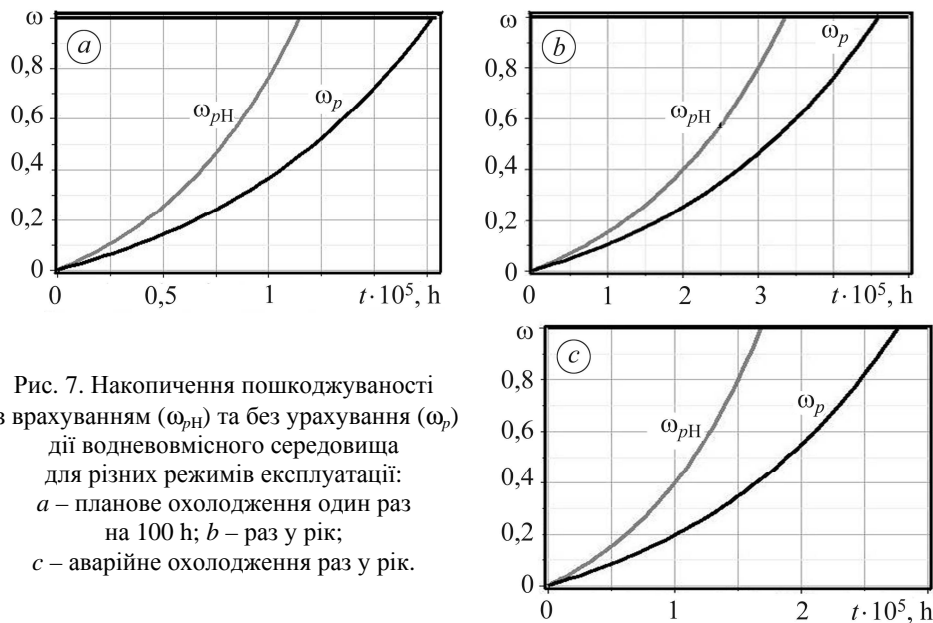 ω
a
0,8
0,6
0,4
0,2
0
ω_pH
ω_p
0 0,5 1 t·10⁵, h
ω
b
0,8
0,6
0,4
0,2
0
ω_pH
ω_p
0 1 2 3 t·10⁵, h
ω
c
0,8
0,6
0,4
0,2
0
ω_pH
ω_p
0 1 2 t·10⁵, h
Рис. 7. Накопичення пошкоджуваності
з врахуванням (ω_pH) та без урахування (ω_p)
дії водневовмісного середовища
для різних режимів експлуатації:
a – планове охолодження один раз
на 100 h; b – раз у рік;
c – аварійне охолодження раз у рік.